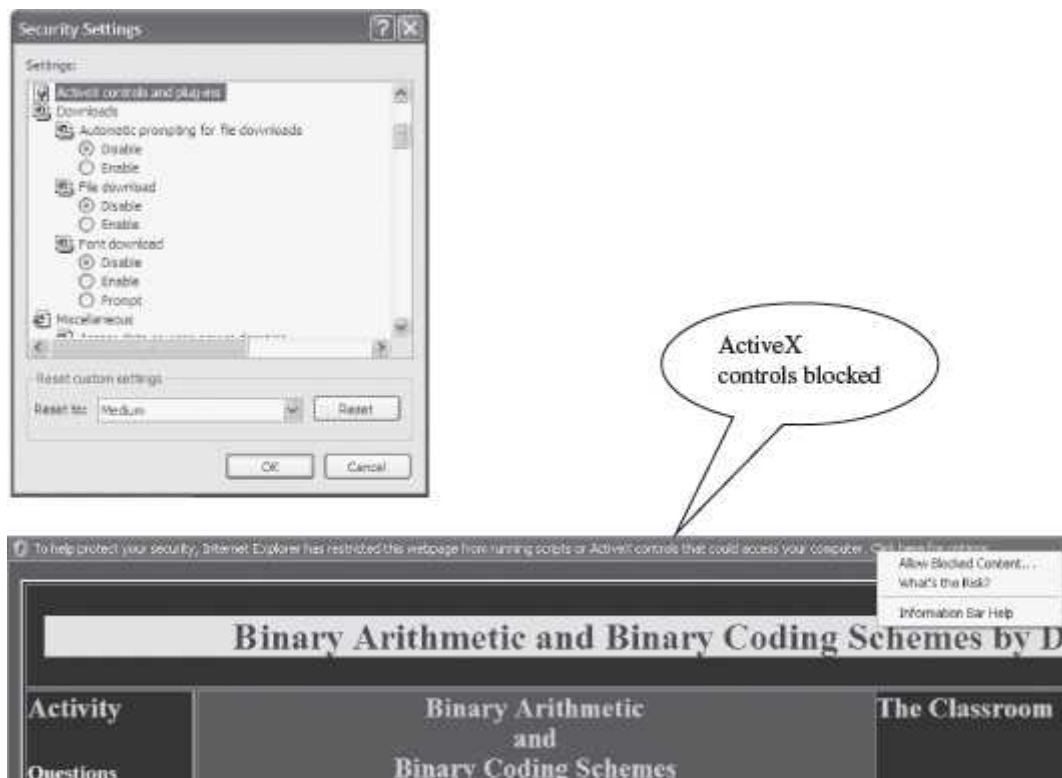 Security Settings
Settings:
ActiveX controls and plug-ins
Downloads
Automatic prompting for file downloads
Disable
Enable
File download
Disable
Enable
Font download
Disable
Enable
Prompt
Miscellaneous
Reset custom settings
Reset to: Medium Reset
OK Cancel
ActiveX
controls blocked
To help protect your security, Internet Explorer has restricted this webpage from running scripts or ActiveX controls that could access your computer. Click here for options...
Allow Blocked Content...
What's the Risk?
Information Bar Help
Binary Arithmetic and Binary Coding Schemes by D
Activity
Binary Arithmetic
and
Binary Coding Schemes
The Classroom
Questions